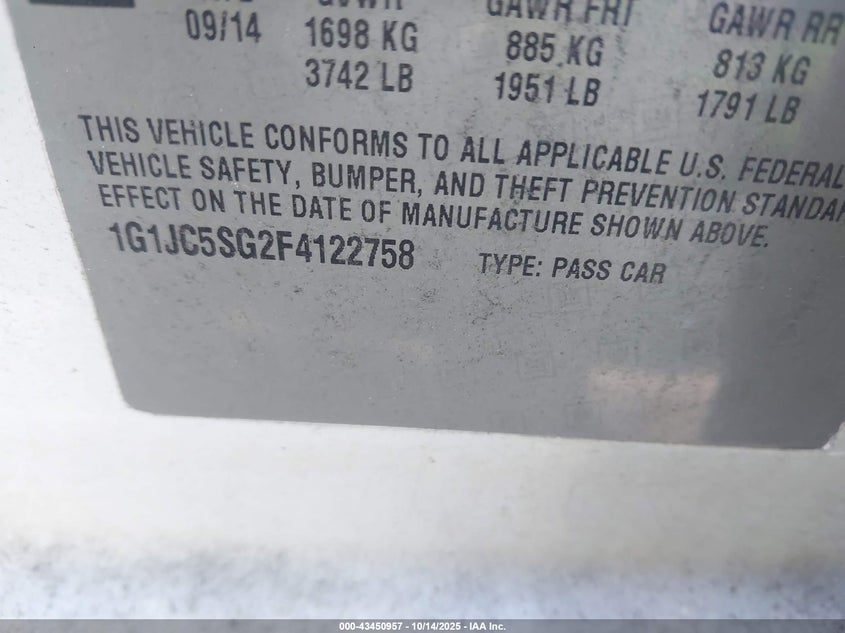 GVWR GAWR FRT GAWR RR
09/14 1698 KG 885 KG 813 KG
3742 LB 1951 LB 1791 LB
THIS VEHICLE CONFORMS TO ALL APPLICABLE U.S. FEDERAL
VEHICLE SAFETY, BUMPER, AND THEFT PREVENTION STANDA
EFFECT ON THE DATE OF MANUFACTURE SHOWN ABOVE.
1G1JC5SG2F4122758 TYPE: PASS CAR
000-43450957 - 10/14/2025 - IAA Inc.